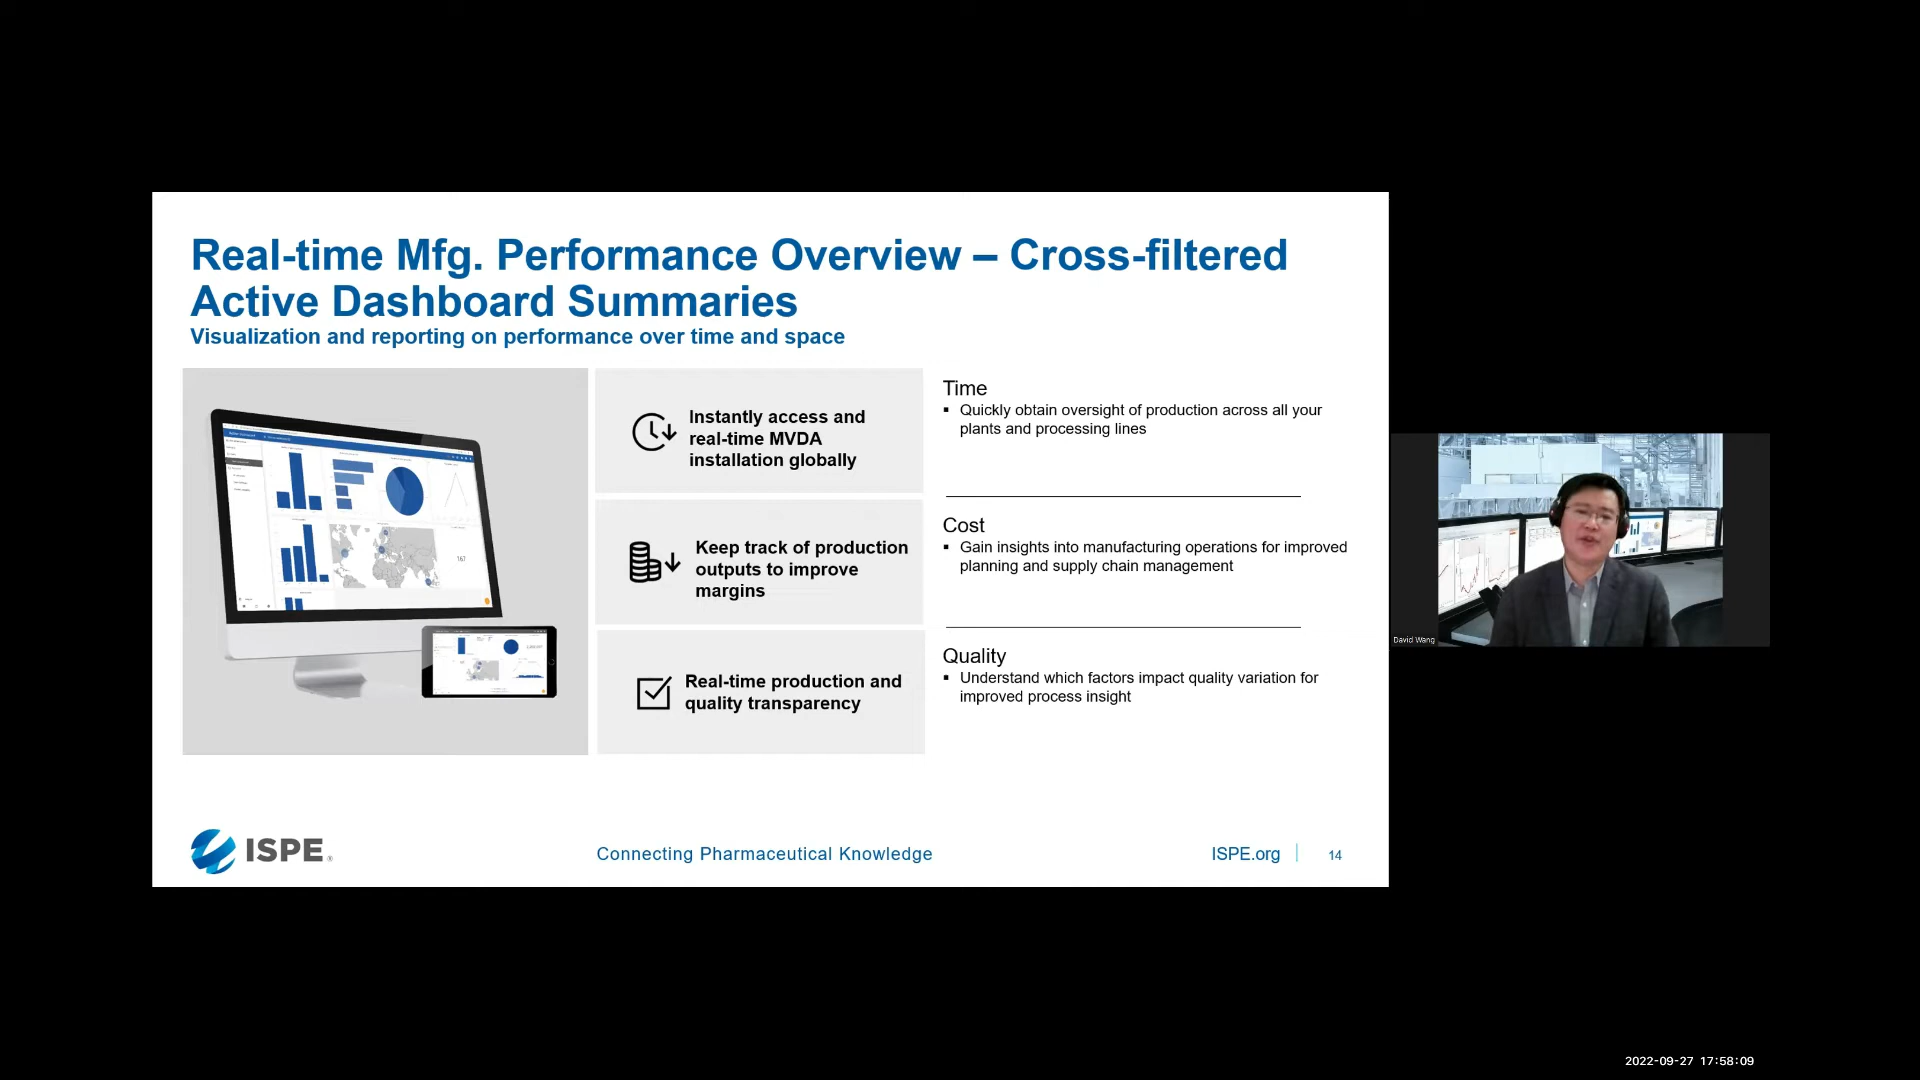 Real-time Mfg. Performance Overview – Cross-filtered
Active Dashboard Summaries
Visualization and reporting on performance over time and space
Instantly access and
real-time MVDA
installation globally
Time
▪ Quickly obtain oversight of production across all your
plants and processing lines
Keep track of production
outputs to improve
margins
Cost
▪ Gain insights into manufacturing operations for improved
planning and supply chain management
Real-time production and
quality transparency
Quality
▪ Understand which factors impact quality variation for
improved process insight
167
David Wang
ISPE®
Connecting Pharmaceutical Knowledge
ISPE.org
14
2022-09-27 17:58:09